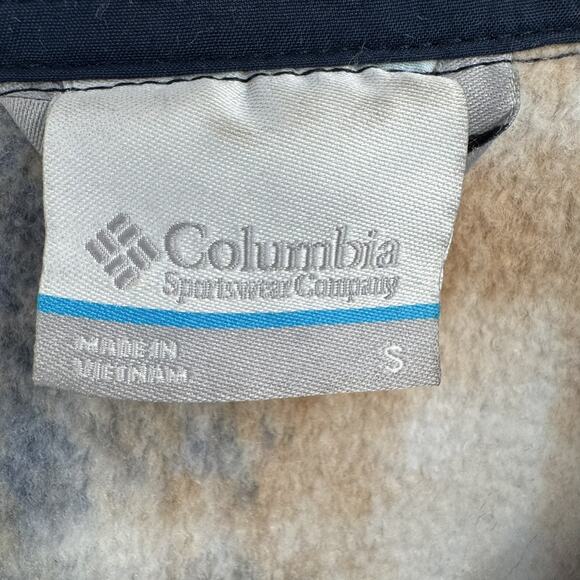 Columbia
Sportswear Company
MADE IN
VIETNAM
S